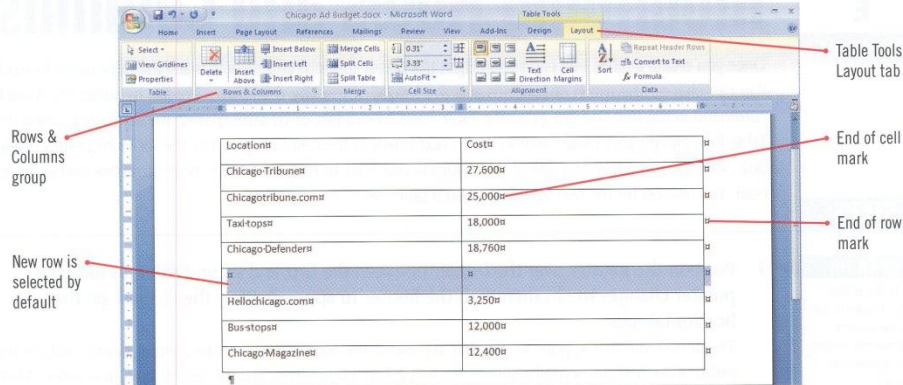 Chicago Ad Budget.docx - Microsoft Word
Table Tools
Home Insert Page Layout References Mailings Review View Add-Ins Design Layout
Select
View Gridlines
Properties
Table
Delete
Insert Above
Insert Below
Insert Left
Insert Right
Rows & Columns
Merge Cells
Split Cells
Split Table
Merge
0.31"
3.33"
AutoFit
Cell Size
Text Direction
Cell Margins
Alignment
Sort
Repeat Header Rows
Convert to Text
Formula
Data
Table Tools
Layout tab
Rows &
Columns
group
End of cell
mark
End of row
mark
New row is
selected by
default
Location¤ Cost¤ ¤
Chicago·Tribune¤ 27,600¤ ¤
Chicagotribune.com¤ 25,000¤ ¤
Taxi·tops¤ 18,000¤ ¤
Chicago·Defender¤ 18,760¤ ¤
¤ ¤ ¤
Hellochicago.com¤ 3,250¤ ¤
Bus·stops¤ 12,000¤ ¤
Chicago·Magazine¤ 12,400¤ ¤
¶